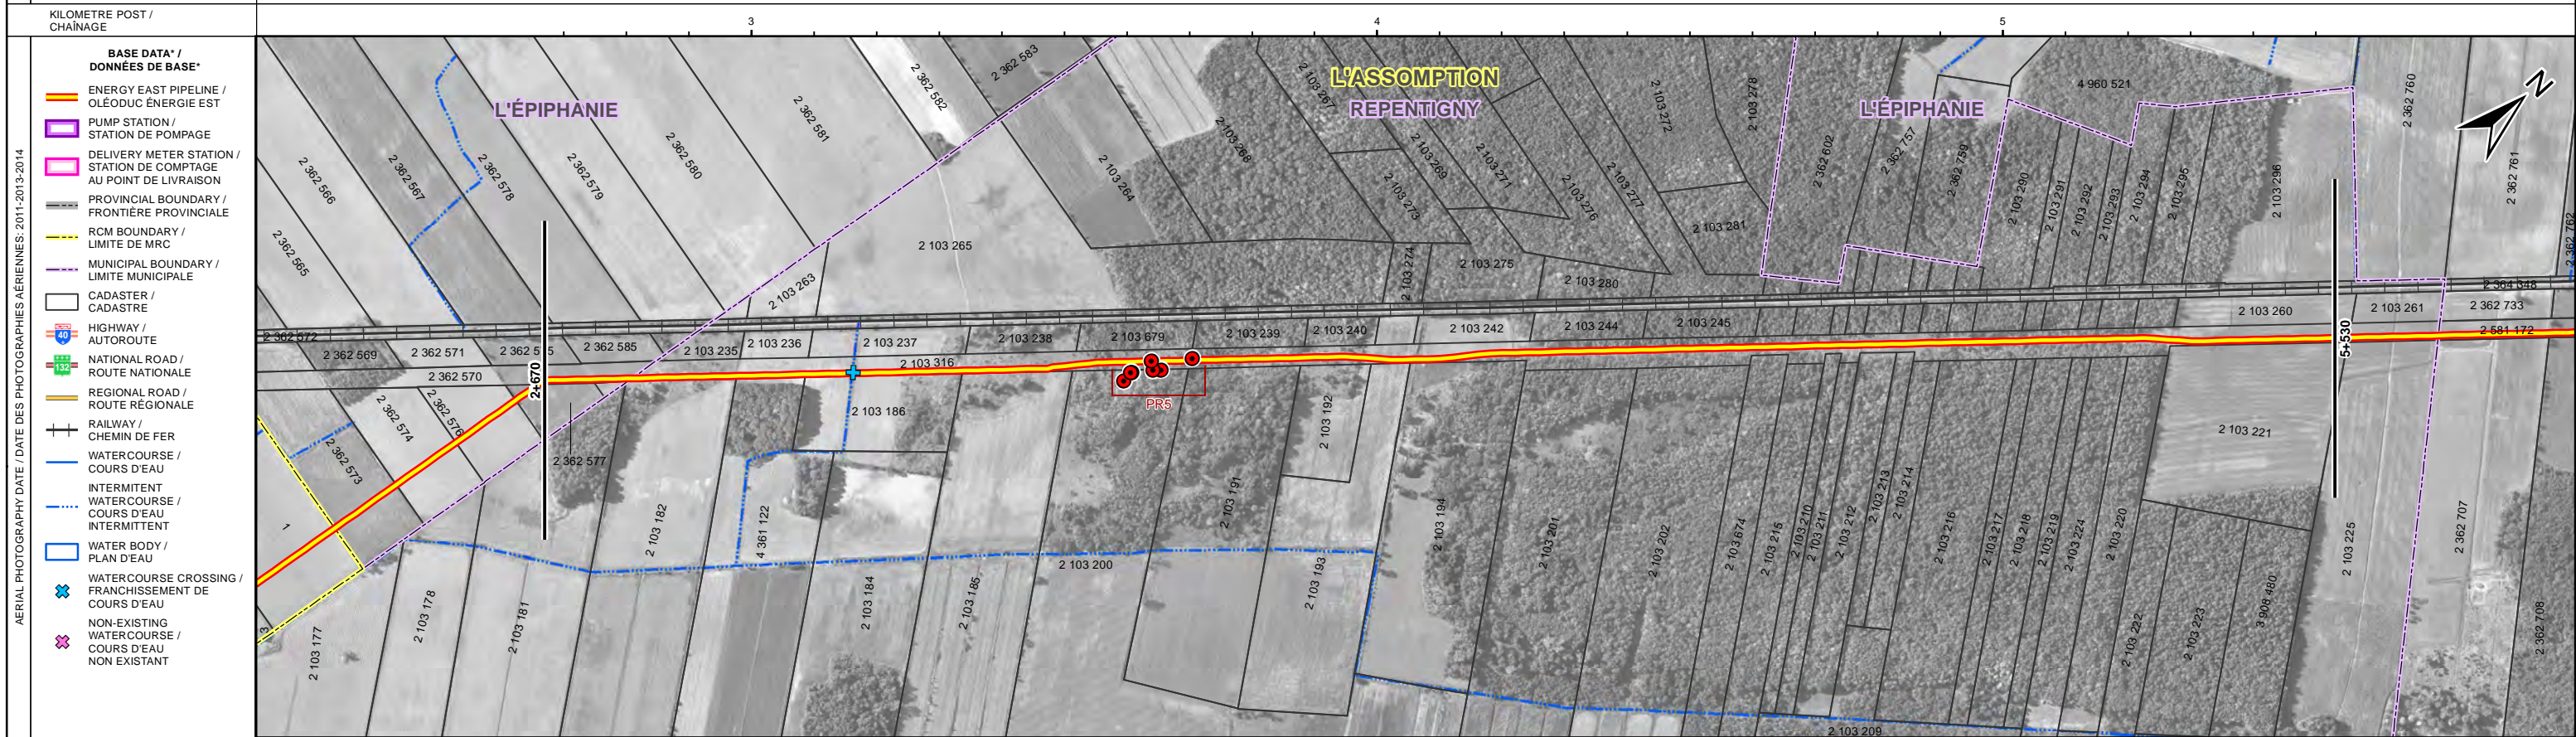 KILOMETRE POST /
CHAÎNAGE
3
4
5
AERIAL PHOTOGRAPHY DATE / DATE DES PHOTOGRAPHIES AÉRIENNES: 2011-2013-2014
BASE DATA* /
DONNÉES DE BASE*
ENERGY EAST PIPELINE /
OLÉODUC ÉNERGIE EST
PUMP STATION /
STATION DE POMPAGE
DELIVERY METER STATION /
STATION DE COMPTAGE
AU POINT DE LIVRAISON
PROVINCIAL BOUNDARY /
FRONTIÈRE PROVINCIALE
RCM BOUNDARY /
LIMITE DE MRC
MUNICIPAL BOUNDARY /
LIMITE MUNICIPALE
CADASTER /
CADASTRE
40
HIGHWAY /
AUTOROUTE
132
NATIONAL ROAD /
ROUTE NATIONALE
REGIONAL ROAD /
ROUTE RÉGIONALE
RAILWAY /
CHEMIN DE FER
WATERCOURSE /
COURS D'EAU
INTERMITENT
WATERCOURSE /
COURS D'EAU
INTERMITTENT
WATER BODY /
PLAN D'EAU
WATERCOURSE CROSSING /
FRANCHISSEMENT DE
COURS D'EAU
NON-EXISTING
WATERCOURSE /
COURS D'EAU
NON EXISTANT
L'ÉPIPHANIE
L'ASSOMPTION
REPENTIGNY
L'ÉPIPHANIE
N
2 362 566
2 362 567
2 362 578
2 362 579
2 362 580
2 362 581
2 362 582
2 362 583
2 362 565
2 103 264
2 103 268
2 103 267
2 103 269
2 103 271
2 103 273
2 103 276
2 103 277
2 103 272
2 103 278
2 103 281
2 362 602
2 362 757
2 362 759
2 103 290
2 103 291
2 103 292
2 103 293
2 103 294
2 103 295
4 960 521
2 103 296
2 362 760
2 362 761
2 362 762
2 103 265
2 103 263
2 103 274
2 103 275
2 103 280
2 364 348
2 362 572
2 362 569
2 362 571
2 362 585
2 103 235
2 103 236
2 103 237
2 103 238
2 103 679
2 103 239
2 103 240
2 103 242
2 103 244
2 103 245
2 103 260
2 103 261
2 362 733
2 581 172
2 362 570
2+670
2 103 316
5+530
PR5
2 362 574
2 362 576
2 362 573
2 362 577
2 103 186
2 103 192
2 103 221
1
3
2 103 177
2 103 178
2 103 181
2 103 182
4 361 122
2 103 184
2 103 185
2 103 200
2 103 191
2 103 193
2 103 194
2 103 201
2 103 202
2 103 674
2 103 215
2 103 210
2 103 211
2 103 212
2 103 213
2 103 214
2 103 216
2 103 217
2 103 218
2 103 219
2 103 224
2 103 220
2 103 222
2 103 223
3 908 480
2 103 225
2 362 707
2 362 708
2 103 209